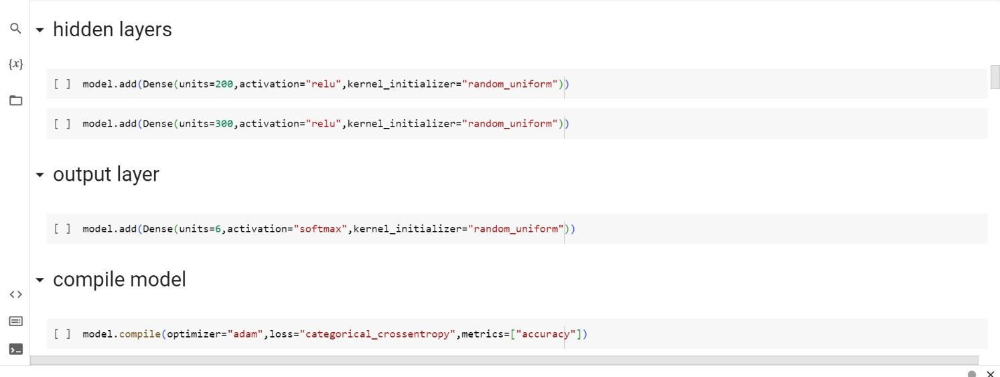 hidden layers
{x}
[ ] model.add(Dense(units=200,activation="relu",kernel_initializer="random_uniform"))
[ ] model.add(Dense(units=300,activation="relu",kernel_initializer="random_uniform"))
output layer
[ ] model.add(Dense(units=6,activation="softmax",kernel_initializer="random_uniform"))
compile model
[ ] model.compile(optimizer="adam",loss="categorical_crossentropy",metrics=["accuracy"])